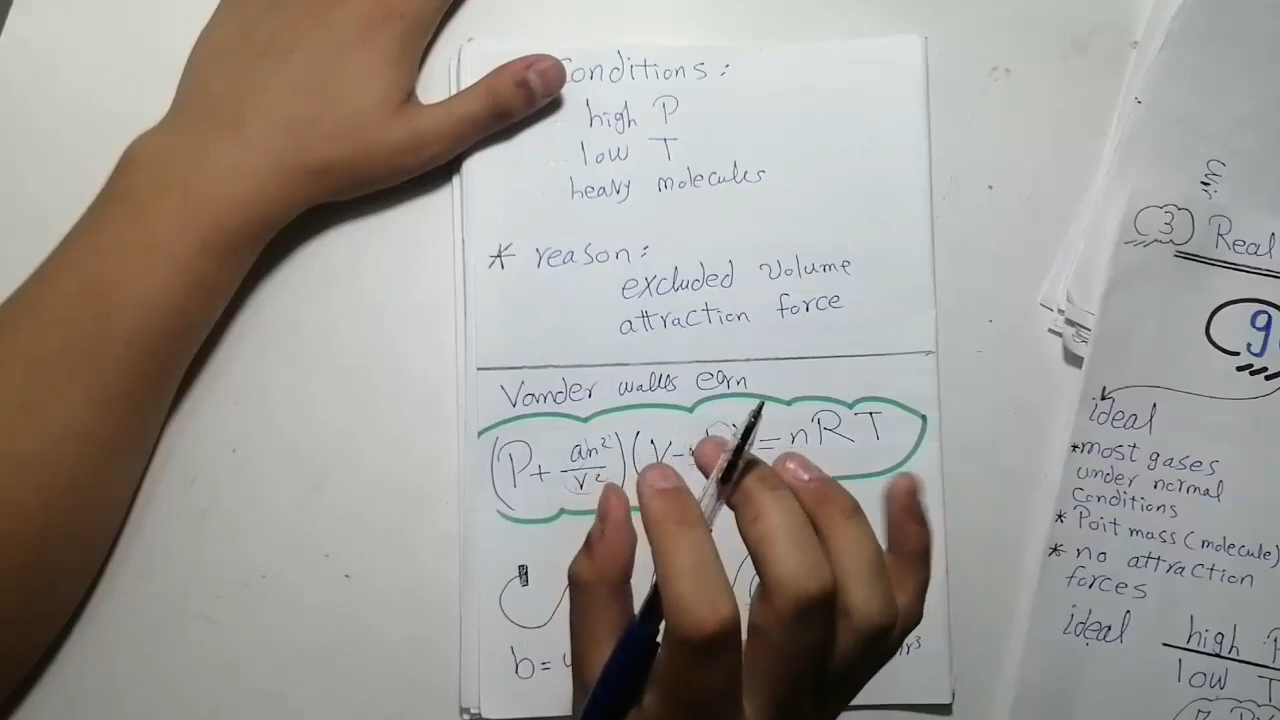 Conditions:
high P
low T
heavy molecules
* reason:
excluded volume
attraction force
Vander walls eqn
(P + an²/v²)(V- = nRT
b =
(3) Real
ideal
*most gases
under normal
Conditions
* Poit mass (molecule)
* no attraction
forces
ideal
high P
low T